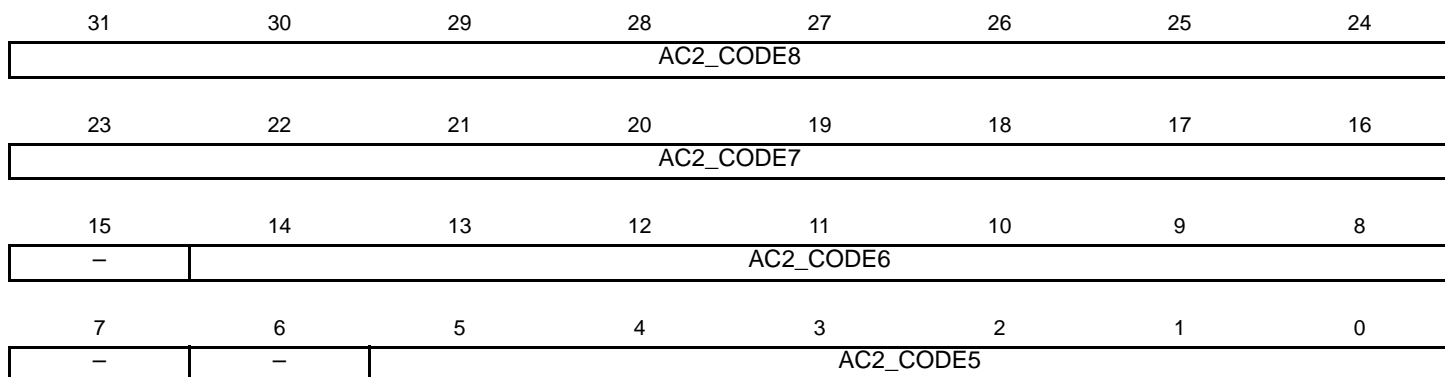 31 30 29 28 27 26 25 24
AC2_CODE8
23 22 21 20 19 18 17 16
AC2_CODE7
15 14 13 12 11 10 9 8
– AC2_CODE6
7 6 5 4 3 2 1 0
– – AC2_CODE5